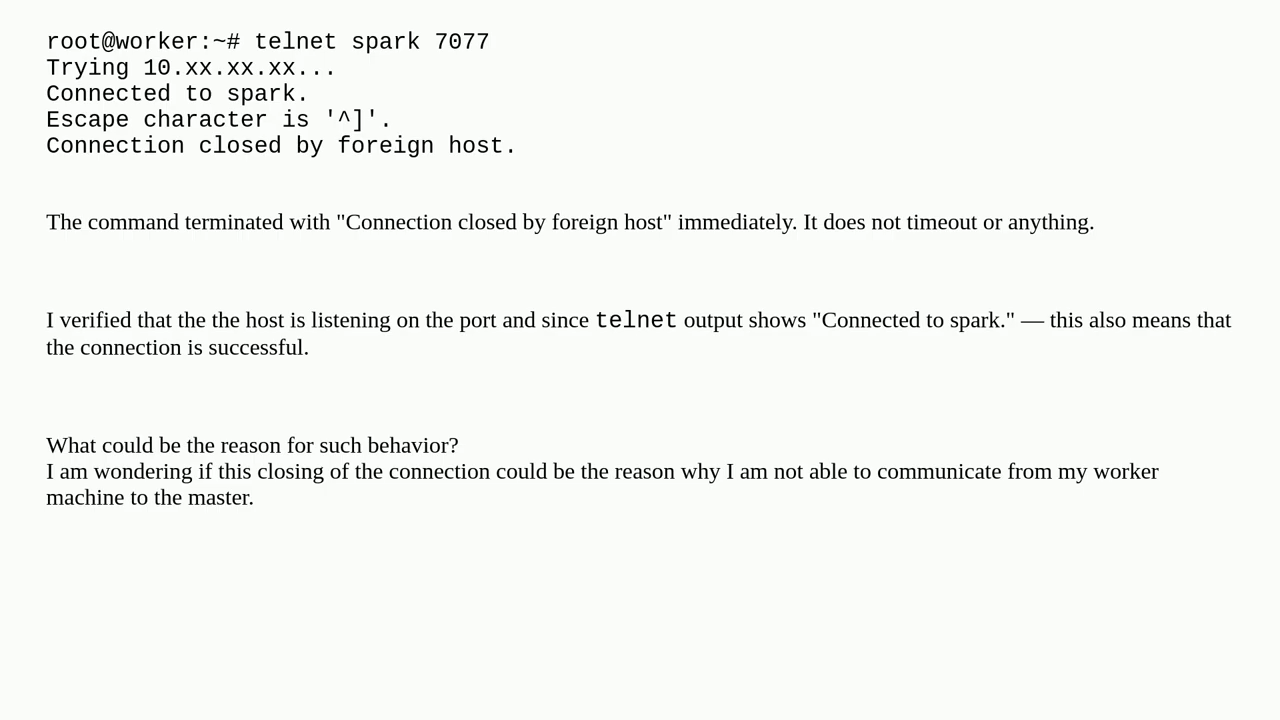 root@worker:~# telnet spark 7077
Trying 10.xx.xx.xx...
Connected to spark.
Escape character is '^]'.
Connection closed by foreign host.
The command terminated with "Connection closed by foreign host" immediately. It does not timeout or anything.
I verified that the the host is listening on the port and since telnet output shows "Connected to spark." — this also means that
the connection is successful.
What could be the reason for such behavior?
I am wondering if this closing of the connection could be the reason why I am not able to communicate from my worker
machine to the master.